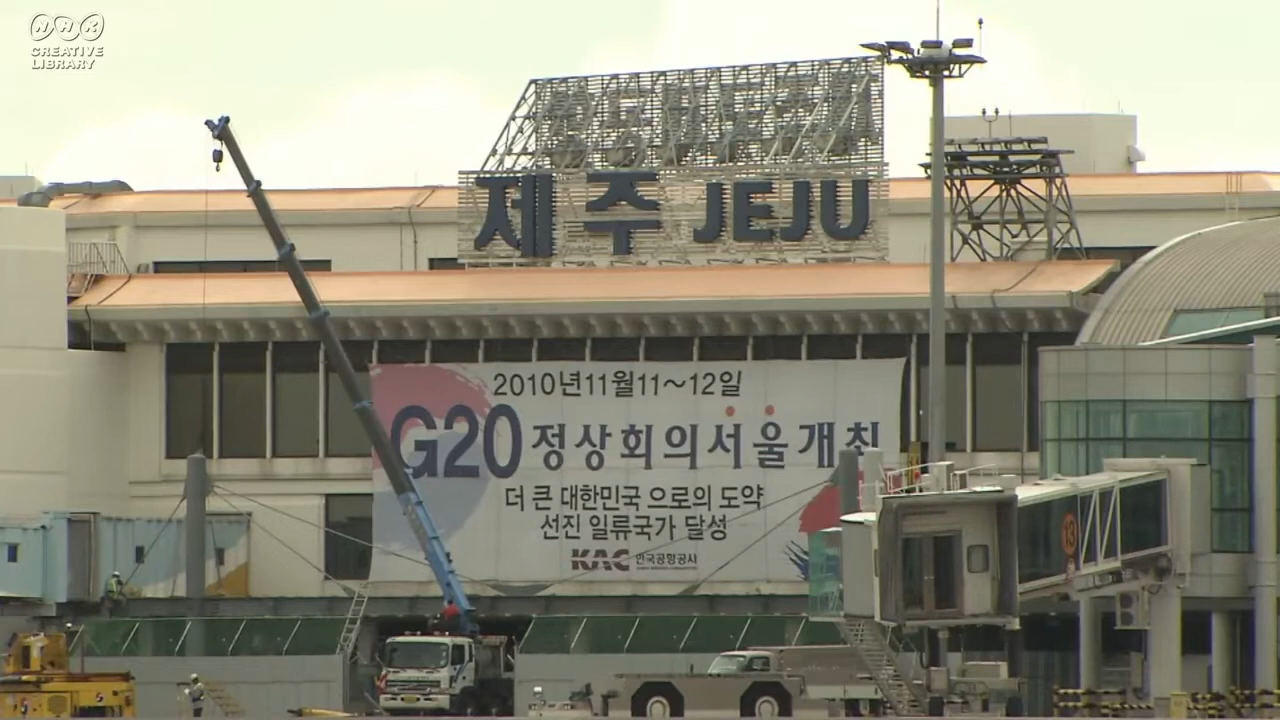 NHK
CREATIVE
LIBRARY
제주 JEJU
2010년11월11~12일
G20 정상회의서울개최
더 큰 대한민국 으로의 도약
선진 일류국가 달성
KAC 한국공항공사
13